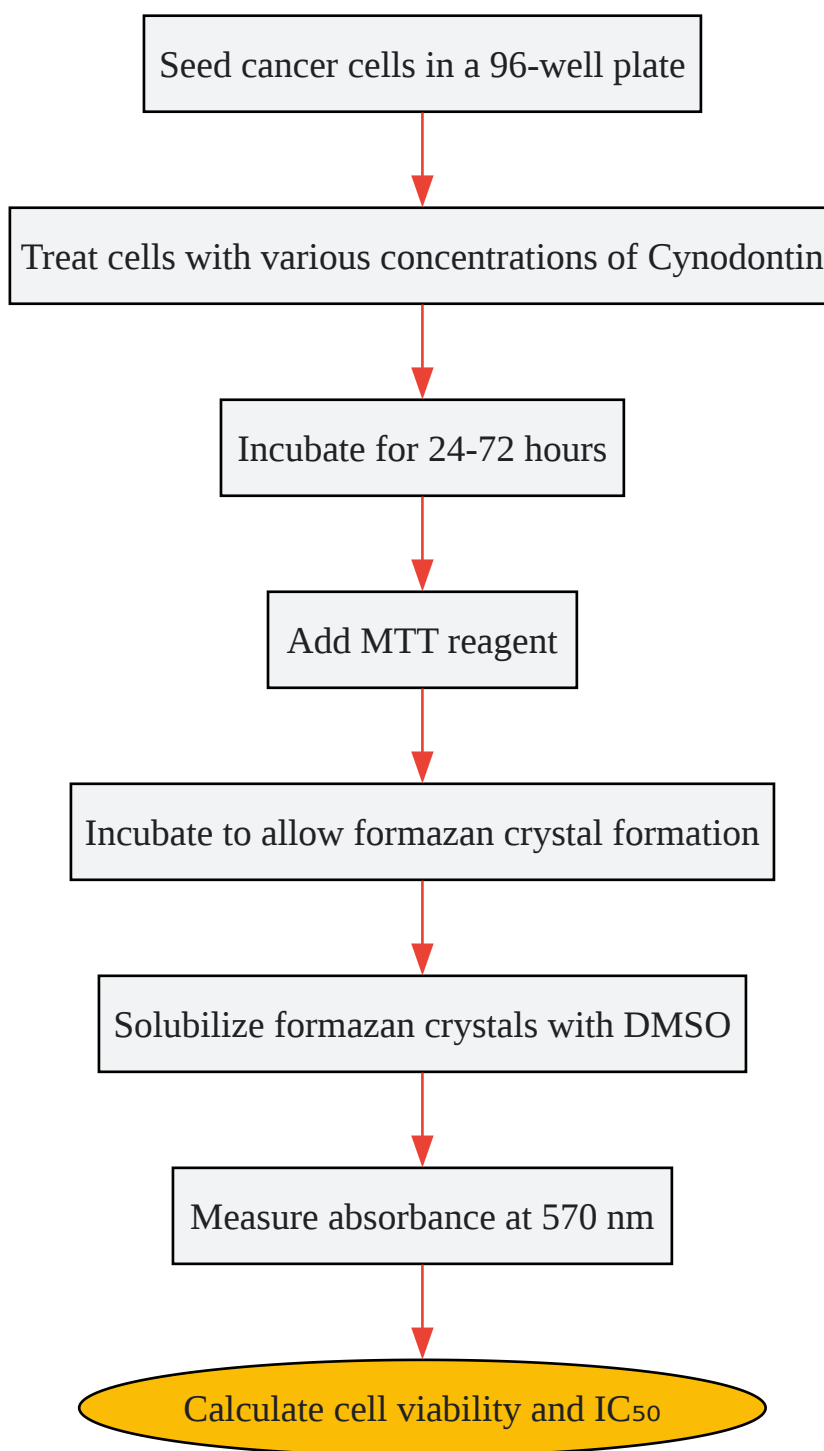 Seed cancer cells in a 96-well plate
Treat cells with various concentrations of Cynodontin
Incubate for 24-72 hours
Add MTT reagent
Incubate to allow formazan crystal formation
Solubilize formazan crystals with DMSO
Measure absorbance at 570 nm
Calculate cell viability and IC₅₀